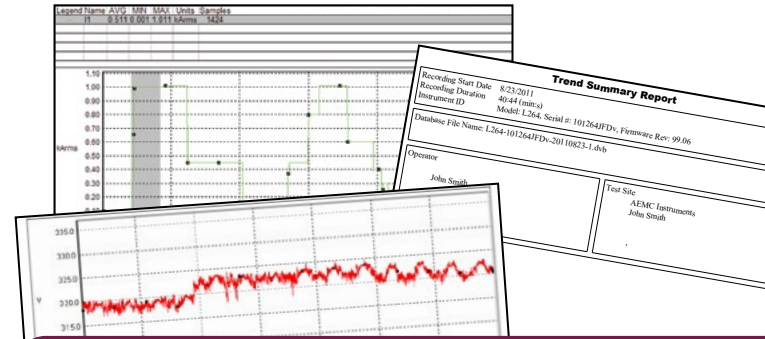 Legend Name AVG MIN MAX Units Samples
I1 0.511 0.001 1.011 kArms 1424
1.10
1.00
0.90
0.80
0.70
0.60
0.50
0.40
0.30
0.20
0.10
kArms
Trend Summary Report
Recording Start Date 8/23/2011
Recording Duration 40:44 (min:s)
Instrument ID Model: L264, Serial #: 101264JFDv, Firmware Rev: 99.06
Database File Name: L264-101264JFDv-20110823-1.dvb
Operator
John Smith
Test Site
AEMC Instruments
John Smith
335.0
330.0
325.0
320.0
315.0
V